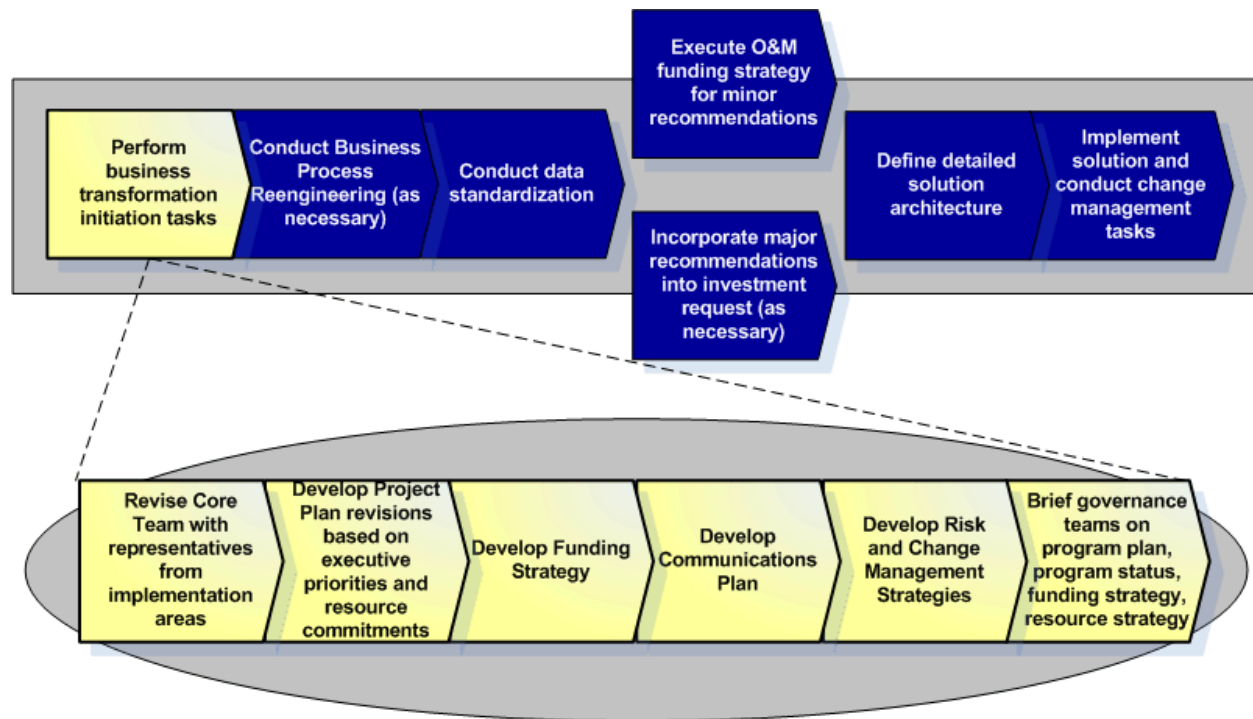 Perform
business
transformation
initiation tasks
Conduct Business
Process
Reengineering (as
necessary)
Conduct data
standardization
Execute O&M
funding strategy
for minor
recommendations
Incorporate major
recommendations
into investment
request (as
necessary)
Define detailed
solution
architecture
Implement
solution and
conduct change
management
tasks
Revise Core
Team with
representatives
from
implementation
areas
Develop Project
Plan revisions
based on
executive
priorities and
resource
commitments
Develop Funding
Strategy
Develop
Communications
Plan
Develop Risk
and Change
Management
Strategies
Brief governance
teams on
program plan,
program status,
funding strategy,
resource strategy